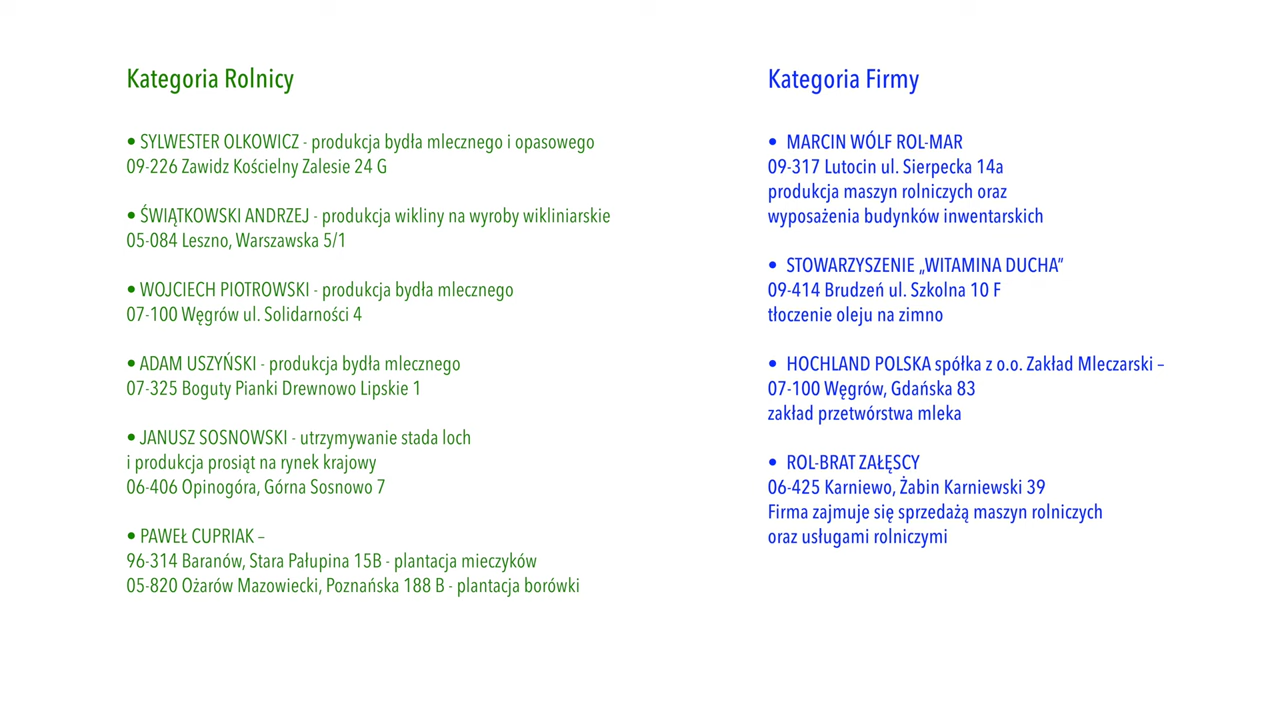 Kategoria Rolnicy
• SYLWESTER OLKOWICZ - produkcja bydła mlecznego i opasowego
09-226 Zawidz Kościelny Zalesie 24 G
• ŚWIĄTKOWSKI ANDRZEJ - produkcja wikliny na wyroby wikliniarskie
05-084 Leszno, Warszawska 5/1
• WOJCIECH PIOTROWSKI - produkcja bydła mlecznego
07-100 Węgrów ul. Solidarności 4
• ADAM USZYŃSKI - produkcja bydła mlecznego
07-325 Boguty Pianki Drewnowo Lipskie 1
• JANUSZ SOSNOWSKI - utrzymywanie stada loch
i produkcja prosiąt na rynek krajowy
06-406 Opinogóra, Górna Sosnowo 7
• PAWEŁ CUPRIAK –
96-314 Baranów, Stara Pałupina 15B - plantacja mieczyków
05-820 Ożarów Mazowiecki, Poznańska 188 B - plantacja borówki
Kategoria Firmy
• MARCIN WÓLF ROL-MAR
09-317 Lutocin ul. Sierpecka 14a
produkcja maszyn rolniczych oraz
wyposażenia budynków inwentarskich
• STOWARZYSZENIE „WITAMINA DUCHA”
09-414 Brudzeń ul. Szkolna 10 F
tłoczenie oleju na zimno
• HOCHLAND POLSKA spółka z o.o. Zakład Mleczarski –
07-100 Węgrów, Gdańska 83
zakład przetwórstwa mleka
• ROL-BRAT ZAŁĘSCY
06-425 Karniewo, Żabin Karniewski 39
Firma zajmuje się sprzedażą maszyn rolniczych
oraz usługami rolniczymi